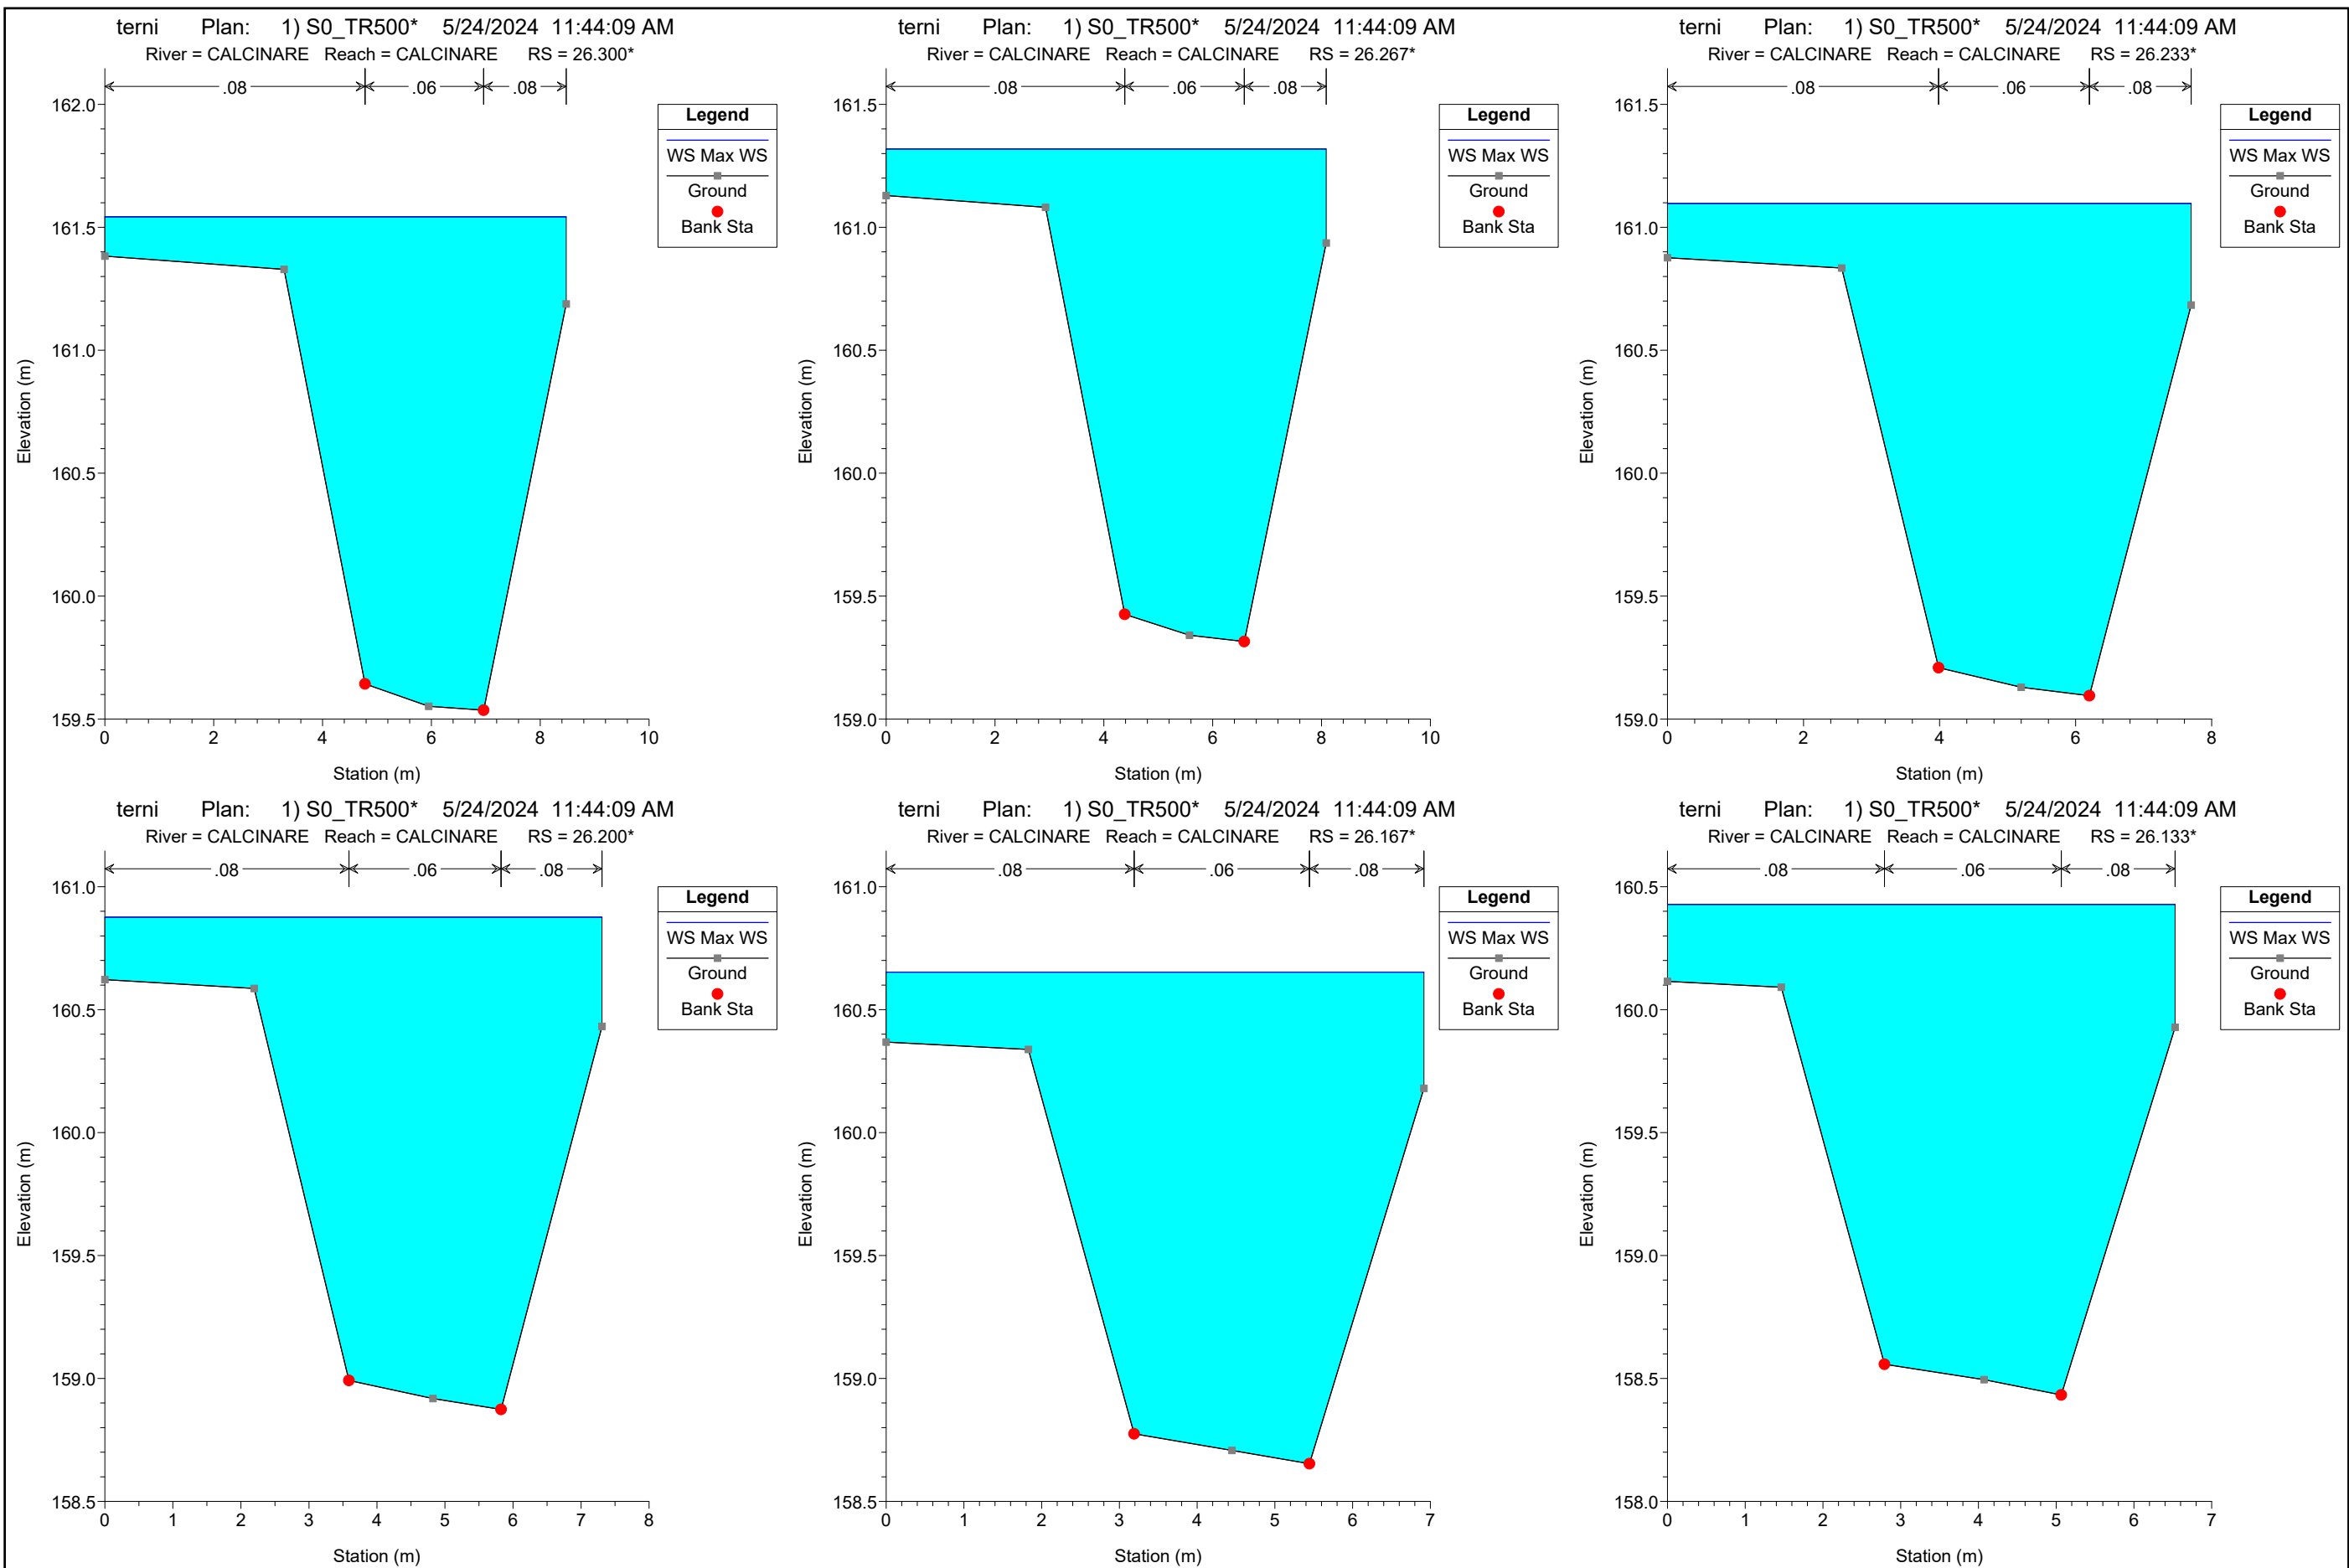 terni Plan: 1) S0_TR500* 5/24/2024 11:44:09 AM
River = CALCINARE Reach = CALCINARE RS = 26.300*
.08 .06 .08
162.0
161.5
161.0
160.5
160.0
159.5
0 2 4 6 8 10
Elevation (m)
Station (m)
Legend
WS Max WS
Ground
Bank Sta
terni Plan: 1) S0_TR500* 5/24/2024 11:44:09 AM
River = CALCINARE Reach = CALCINARE RS = 26.267*
.08 .06 .08
161.5
161.0
160.5
160.0
159.5
159.0
0 2 4 6 8 10
Elevation (m)
Station (m)
Legend
WS Max WS
Ground
Bank Sta
terni Plan: 1) S0_TR500* 5/24/2024 11:44:09 AM
River = CALCINARE Reach = CALCINARE RS = 26.233*
.08 .06 .08
161.5
161.0
160.5
160.0
159.5
159.0
0 2 4 6 8
Elevation (m)
Station (m)
Legend
WS Max WS
Ground
Bank Sta
terni Plan: 1) S0_TR500* 5/24/2024 11:44:09 AM
River = CALCINARE Reach = CALCINARE RS = 26.200*
.08 .06 .08
161.0
160.5
160.0
159.5
159.0
158.5
0 1 2 3 4 5 6 7 8
Elevation (m)
Station (m)
Legend
WS Max WS
Ground
Bank Sta
terni Plan: 1) S0_TR500* 5/24/2024 11:44:09 AM
River = CALCINARE Reach = CALCINARE RS = 26.167*
.08 .06 .08
161.0
160.5
160.0
159.5
159.0
158.5
0 1 2 3 4 5 6 7
Elevation (m)
Station (m)
Legend
WS Max WS
Ground
Bank Sta
terni Plan: 1) S0_TR500* 5/24/2024 11:44:09 AM
River = CALCINARE Reach = CALCINARE RS = 26.133*
.08 .06 .08
160.5
160.0
159.5
159.0
158.5
158.0
0 1 2 3 4 5 6 7
Elevation (m)
Station (m)
Legend
WS Max WS
Ground
Bank Sta